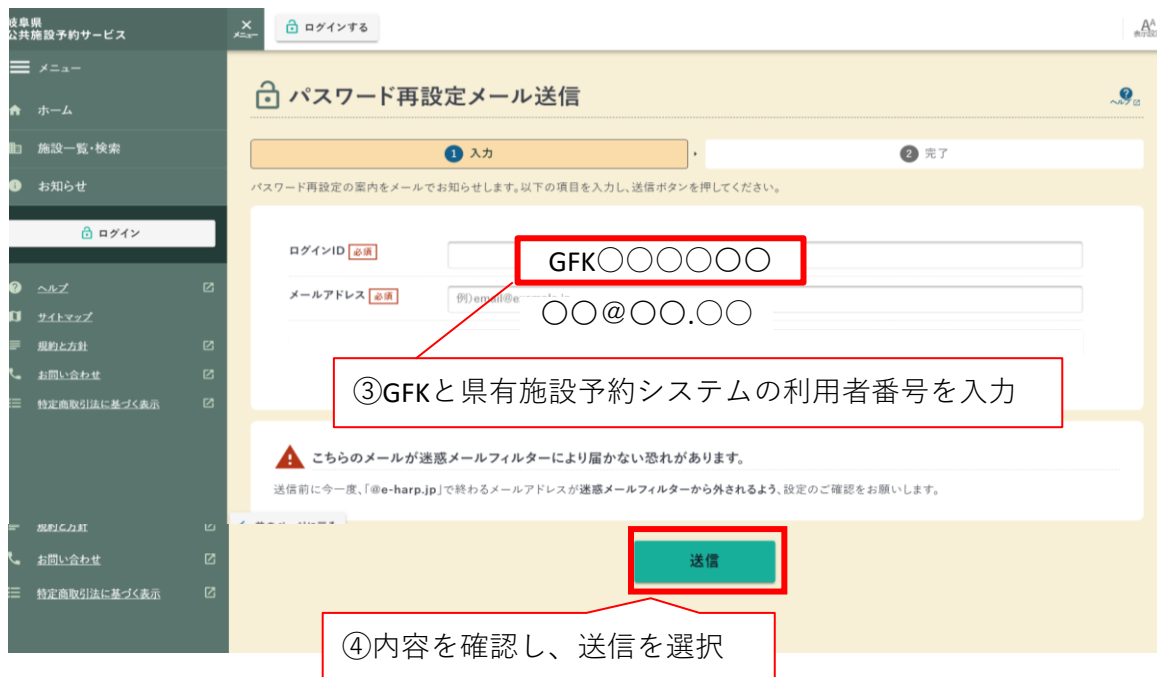 岐阜県
公共施設予約サービス
メニュー
ログインする
表示設定
メニュー
ホーム
施設一覧・検索
お知らせ
ログイン
ヘルプ
サイトマップ
規約と方針
お問い合わせ
特定商取引法に基づく表示
パスワード再設定メール送信
ヘルプ
1 入力
2 完了
パスワード再設定の案内をメールでお知らせします。以下の項目を入力し、送信ボタンを押してください。
ログインID 必須
GFK〇〇〇〇〇〇
メールアドレス 必須
例)email@e
〇〇@〇〇.〇〇
③GFKと県有施設予約システムの利用者番号を入力
こちらのメールが迷惑メールフィルターにより届かない恐れがあります。
送信前に今一度、「@e-harp.jp」で終わるメールアドレスが迷惑メールフィルターから外されるよう、設定のご確認をお願いします。
規約と方針
お問い合わせ
特定商取引法に基づく表示
送信
④内容を確認し、送信を選択